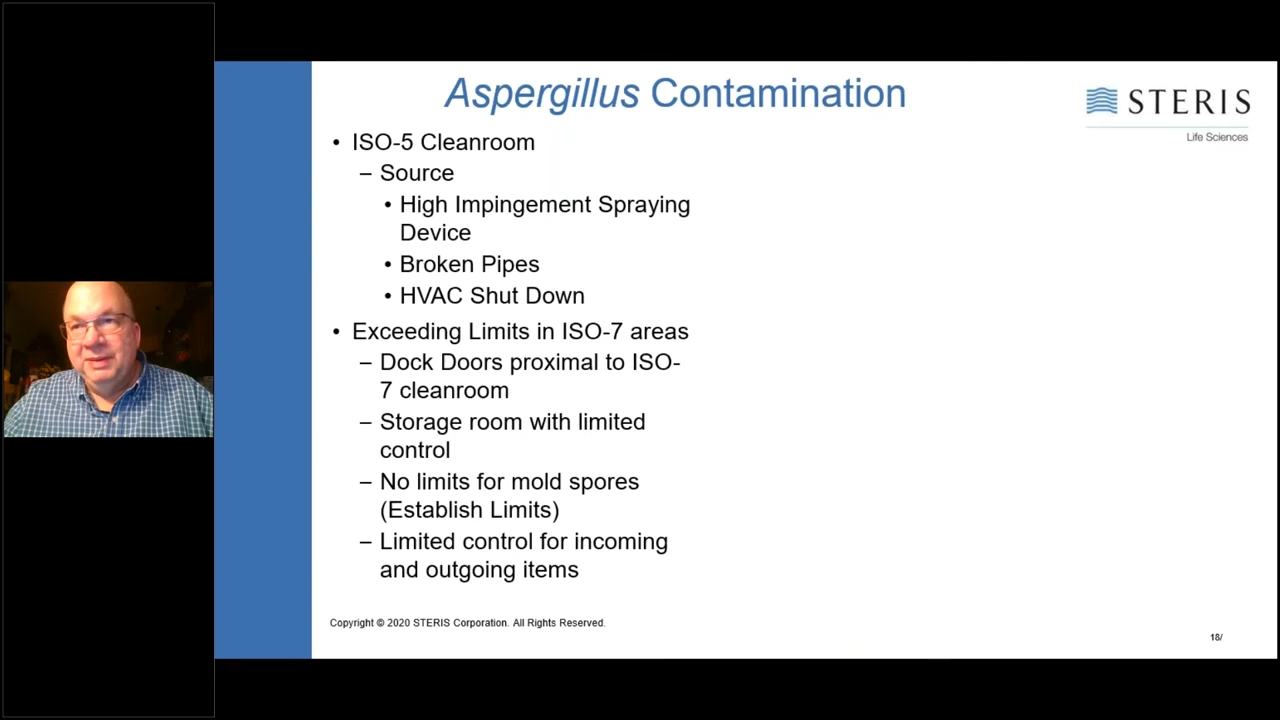 Aspergillus Contamination
STERIS
Life Sciences
• ISO-5 Cleanroom
– Source
• High Impingement Spraying
Device
• Broken Pipes
• HVAC Shut Down
• Exceeding Limits in ISO-7 areas
– Dock Doors proximal to ISO-
7 cleanroom
– Storage room with limited
control
– No limits for mold spores
(Establish Limits)
– Limited control for incoming
and outgoing items
Copyright © 2020 STERIS Corporation. All Rights Reserved.
18/